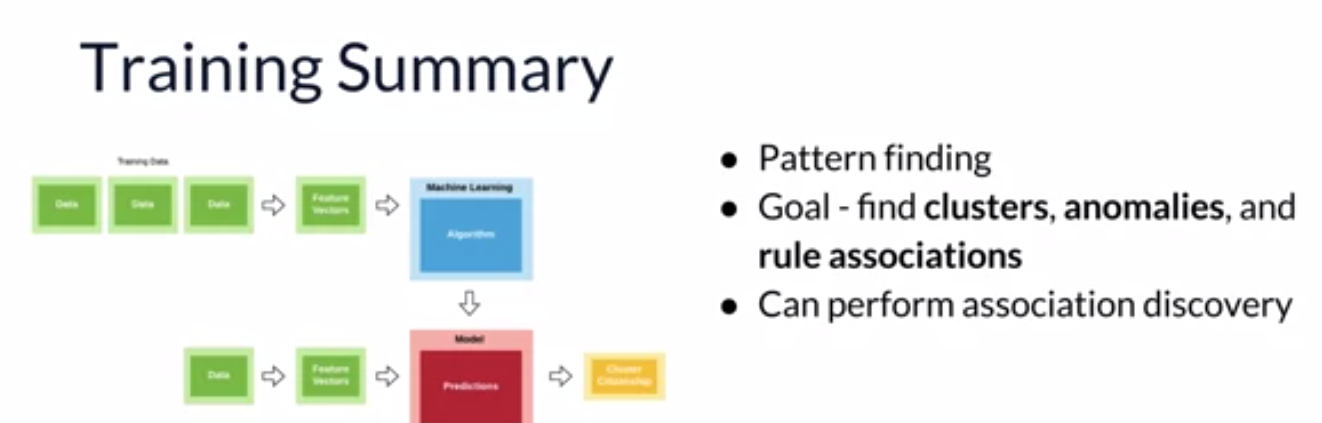 Training Summary
Training Data
Data
Data
Data
Feature
Vectors
Machine Learning
Algorithm
Data
Feature
Vectors
Model
Predictions
Cluster
Citizenship
● Pattern finding
● Goal - find clusters, anomalies, and
rule associations
● Can perform association discovery